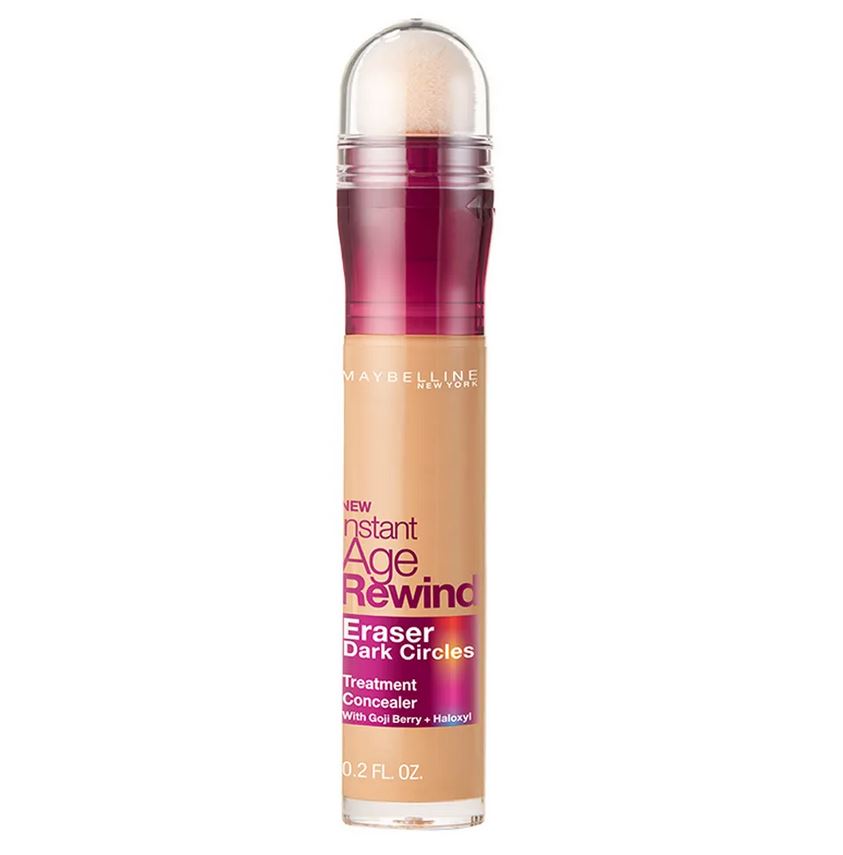 MAYBELLINE
NEW YORK
NEW
Instant
Age
Rewind
Eraser
Dark Circles
Treatment
Concealer
With Goji Berry + Haloxyl
0.2 FL. OZ.